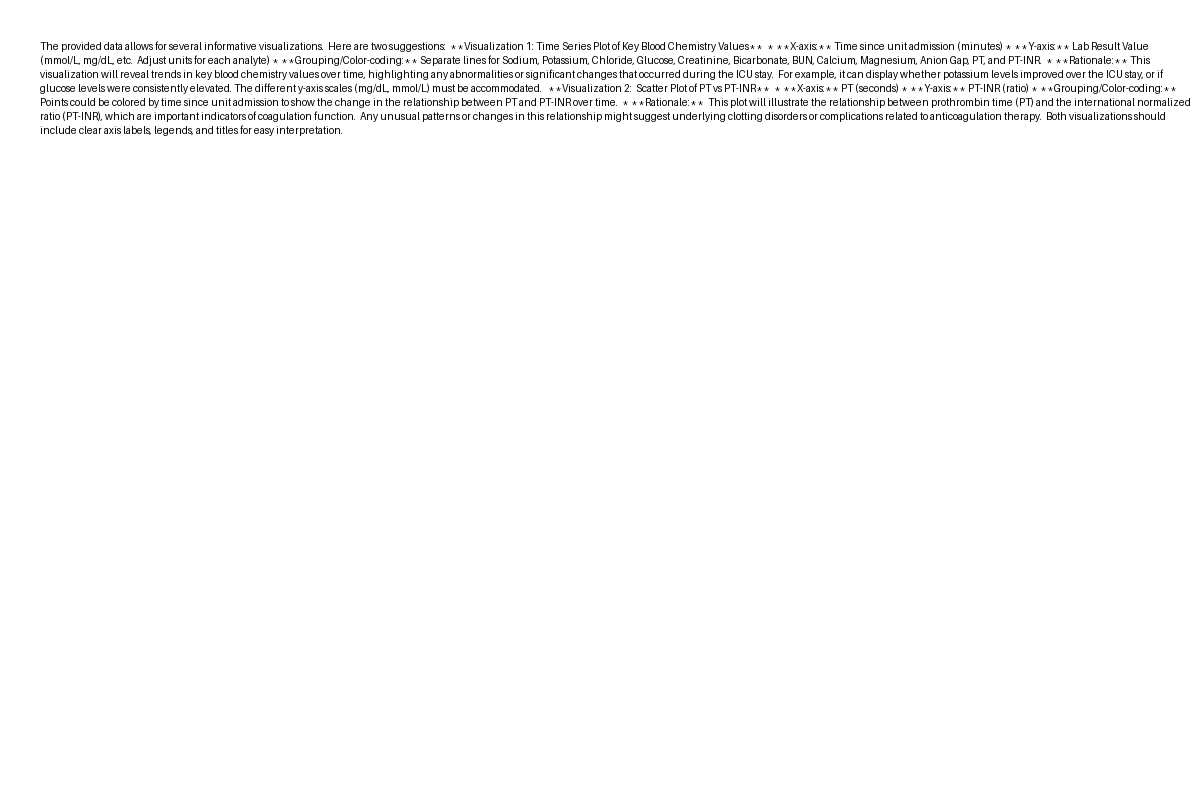 The provided data allows for several informative visualizations.  Here are two suggestions:  **Visualization 1: Time Series Plot of Key Blood Chemistry Values**  * **X-axis:** Time since unit admission (minutes) * **Y-axis:** Lab Result Value
(mmol/L, mg/dL, etc.  Adjust units for each analyte) * **Grouping/Color-coding:** Separate lines for Sodium, Potassium, Chloride, Glucose, Creatinine, Bicarbonate, BUN, Calcium, Magnesium, Anion Gap, PT, and PT-INR.  * **Rationale:** This
visualization will reveal trends in key blood chemistry values over time, highlighting any abnormalities or significant changes that occurred during the ICU stay.  For example, it can display whether potassium levels improved over the ICU stay, or if
glucose levels were consistently elevated. The different y-axis scales (mg/dL, mmol/L) must be accommodated.   **Visualization 2:  Scatter Plot of PT vs PT-INR**  * **X-axis:** PT (seconds) * **Y-axis:** PT-INR (ratio) * **Grouping/Color-coding:**
Points could be colored by time since unit admission to show the change in the relationship between PT and PT-INR over time.  * **Rationale:**  This plot will illustrate the relationship between prothrombin time (PT) and the international normalized
ratio (PT-INR), which are important indicators of coagulation function.  Any unusual patterns or changes in this relationship might suggest underlying clotting disorders or complications related to anticoagulation therapy.  Both visualizations should
include clear axis labels, legends, and titles for easy interpretation.